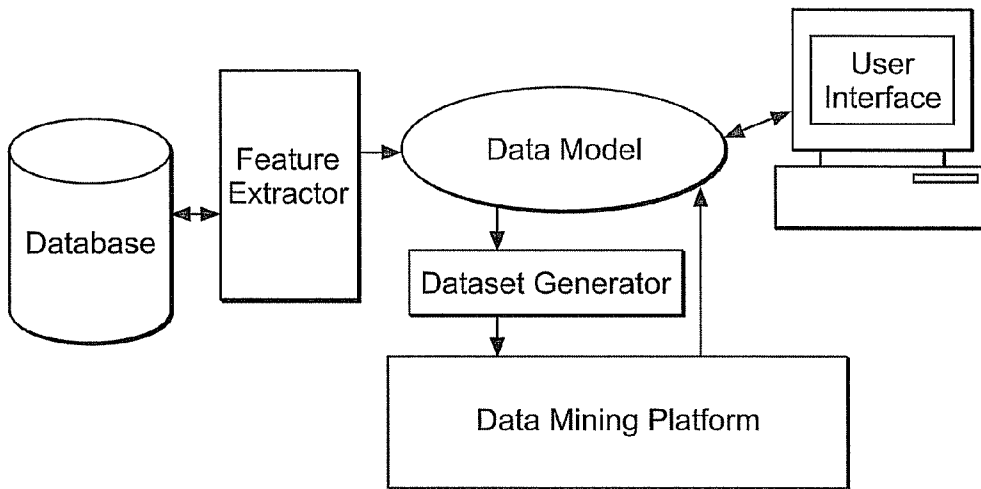 Database
Feature
Extractor
Data Model
User
Interface
Dataset Generator
Data Mining Platform